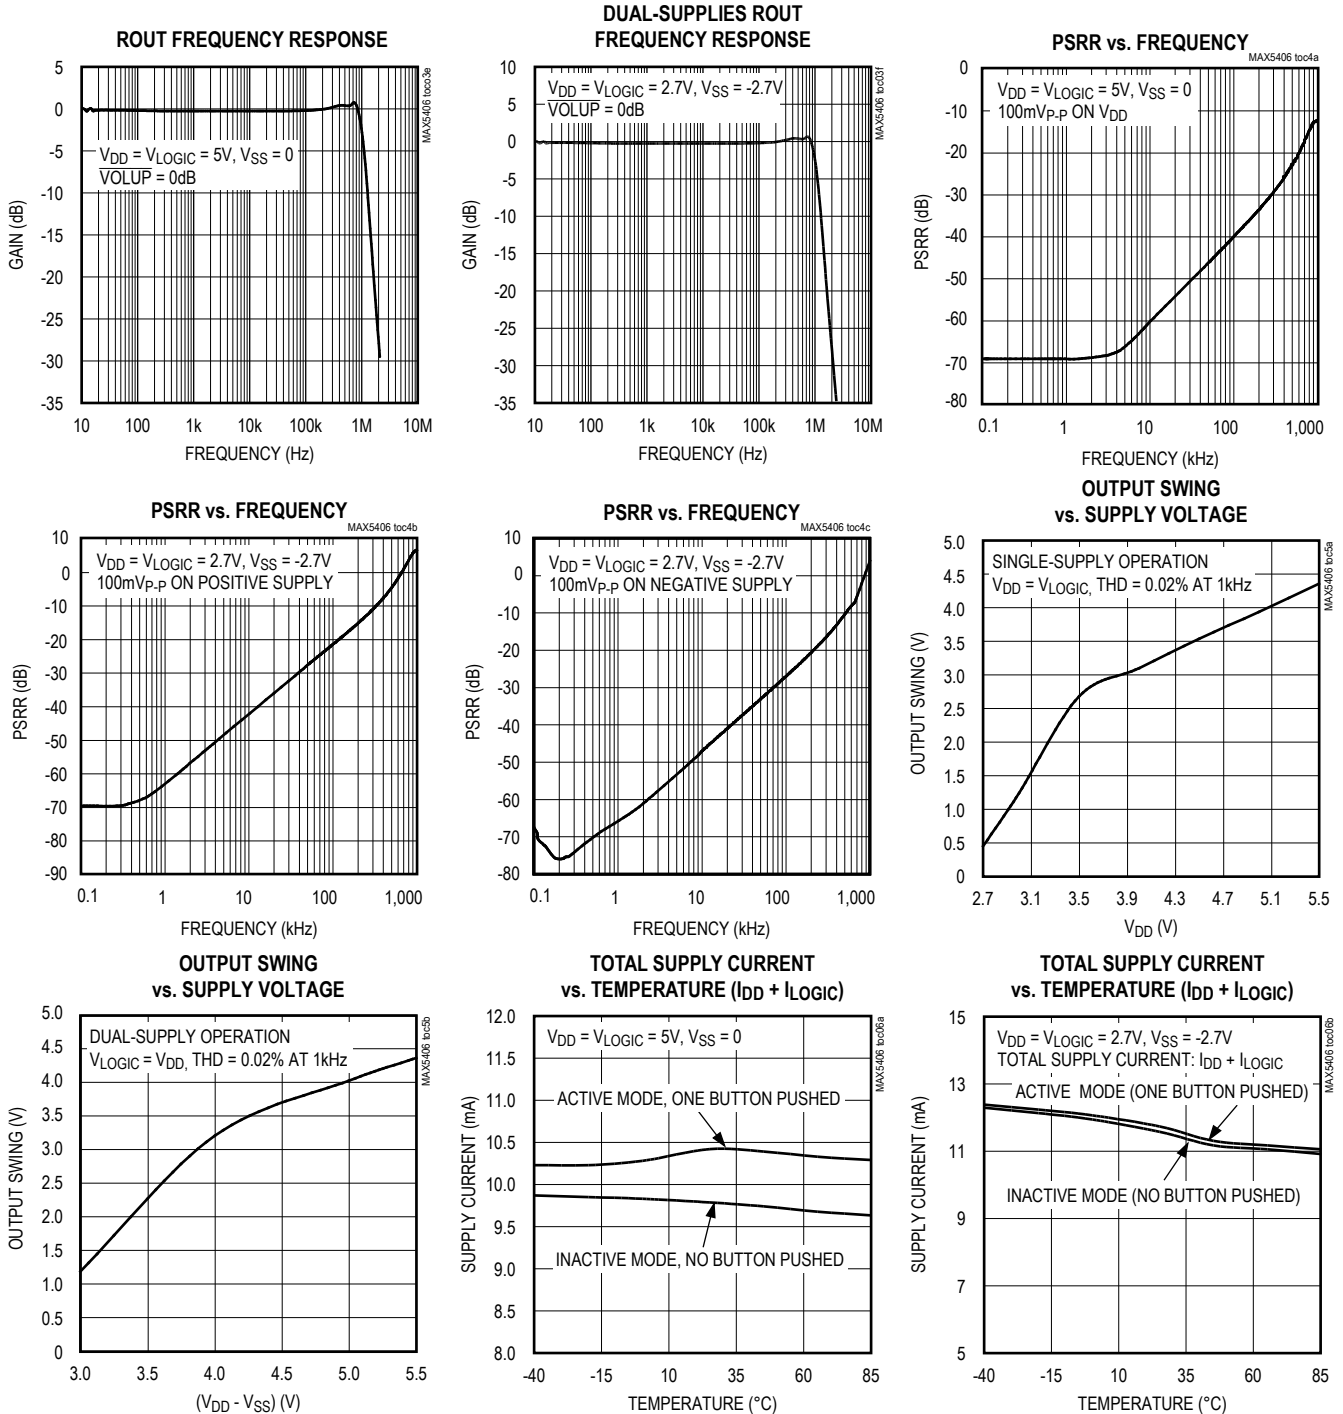 ROUT FREQUENCY RESPONSE
MAX5406 toco3e
5
0
-5
-10
-15
-20
-25
-30
-35
GAIN (dB)
VDD = VLOGIC = 5V, VSS = 0
VOLUP = 0dB
10 100 1k 10k 100k 1M 10M
FREQUENCY (Hz)
DUAL-SUPPLIES ROUT
FREQUENCY RESPONSE
MAX5406 toc03f
10
5
0
-5
-10
-15
-20
-25
-30
-35
GAIN (dB)
VDD = VLOGIC = 2.7V, VSS = -2.7V
VOLUP = 0dB
10 100 1k 10k 100k 1M 10M
FREQUENCY (Hz)
PSRR vs. FREQUENCY
MAX5406 toc4a
0
-10
-20
-30
-40
-50
-60
-70
-80
PSRR (dB)
VDD = VLOGIC = 5V, VSS = 0
100mVP-P ON VDD
0.1 1 10 100 1,000
FREQUENCY (kHz)
PSRR vs. FREQUENCY
MAX5406 toc4b
10
0
-10
-20
-30
-40
-50
-60
-70
-80
-90
PSRR (dB)
VDD = VLOGIC = 2.7V, VSS = -2.7V
100mVP-P ON POSITIVE SUPPLY
0.1 1 10 100 1,000
FREQUENCY (kHz)
PSRR vs. FREQUENCY
MAX5406 toc4c
10
0
-10
-20
-30
-40
-50
-60
-70
-80
PSRR (dB)
VDD = VLOGIC = 2.7V, VSS = -2.7V
100mVP-P ON NEGATIVE SUPPLY
0.1 1 10 100 1,000
FREQUENCY (kHz)
OUTPUT SWING
vs. SUPPLY VOLTAGE
MAX5406 toc5a
5.0
4.5
4.0
3.5
3.0
2.5
2.0
1.5
1.0
0.5
0
OUTPUT SWING (V)
SINGLE-SUPPLY OPERATION
VDD = VLOGIC, THD = 0.02% AT 1kHz
2.7 3.1 3.5 3.9 4.3 4.7 5.1 5.5
VDD (V)
OUTPUT SWING
vs. SUPPLY VOLTAGE
MAX5406 toc5b
5.0
4.5
4.0
3.5
3.0
2.5
2.0
1.5
1.0
0.5
0
OUTPUT SWING (V)
DUAL-SUPPLY OPERATION
VLOGIC = VDD, THD = 0.02% AT 1kHz
3.0 3.5 4.0 4.5 5.0 5.5
(VDD - VSS) (V)
TOTAL SUPPLY CURRENT
vs. TEMPERATURE (IDD + ILOGIC)
MAX5406 toc06a
12.0
11.5
11.0
10.5
10.0
9.5
9.0
8.5
8.0
SUPPLY CURRENT (mA)
VDD = VLOGIC = 5V, VSS = 0
ACTIVE MODE, ONE BUTTON PUSHED
INACTIVE MODE, NO BUTTON PUSHED
-40 -15 10 35 60 85
TEMPERATURE (°C)
TOTAL SUPPLY CURRENT
vs. TEMPERATURE (IDD + ILOGIC)
MAX5406 toc06b
15
13
11
9
7
5
SUPPLY CURRENT (mA)
VDD = VLOGIC = 2.7V, VSS = -2.7V
TOTAL SUPPLY CURRENT: IDD + ILOGIC
ACTIVE MODE (ONE BUTTON PUSHED)
INACTIVE MODE (NO BUTTON PUSHED)
-40 -15 10 35 60 85
TEMPERATURE (°C)